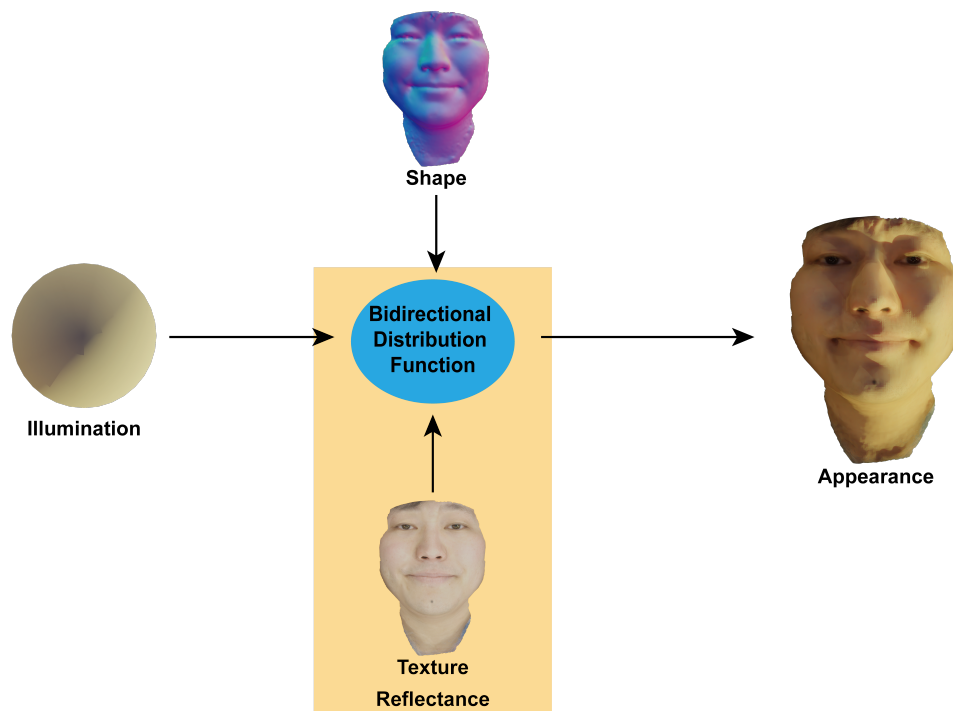 Shape
Bidirectional
Distribution
Function
Illumination
Appearance
Texture
Reflectance